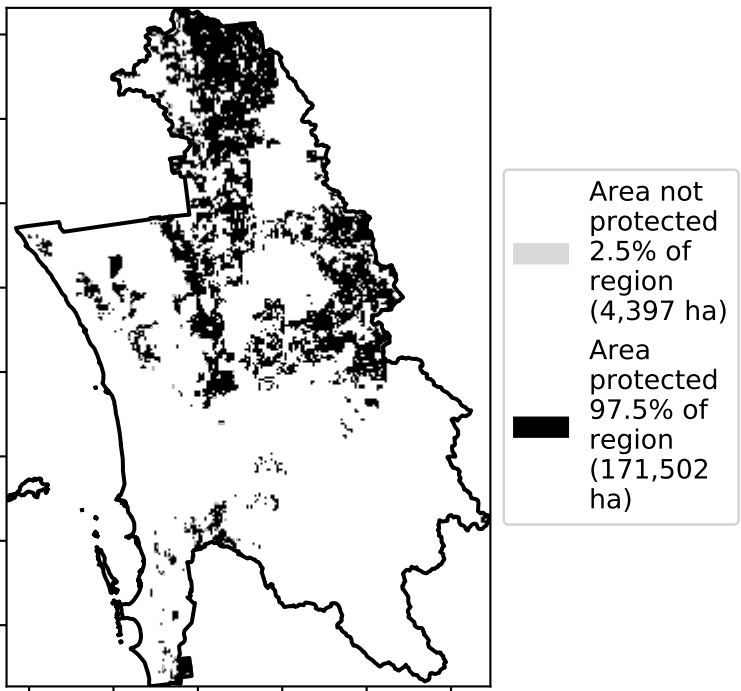 Area not
protected
2.5% of
region
(4,397 ha)
Area
protected
97.5% of
region
(171,502
ha)